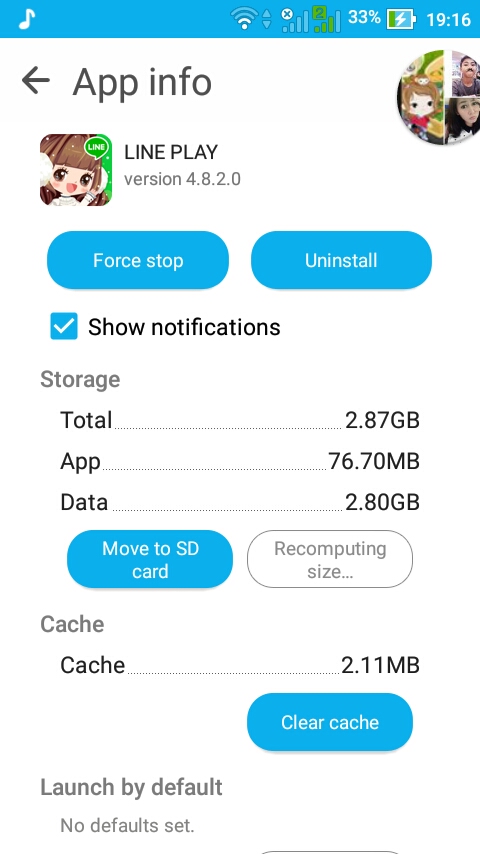 2
33%
19:16
App info
LINE
LINE PLAY
version 4.8.2.0
Force stop
Uninstall
Show notifications
Storage
Total 2.87GB
App 76.70MB
Data 2.80GB
Move to SD
card
Recomputing
size...
Cache
Cache 2.11MB
Clear cache
Launch by default
No defaults set.